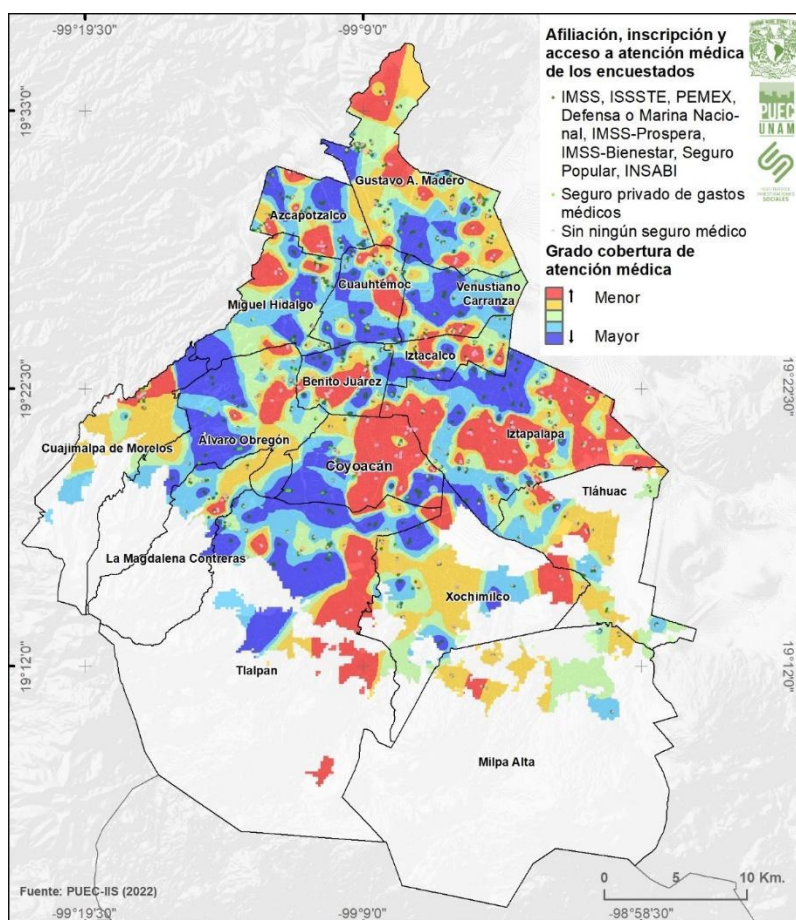 -99°19'30"
-99°9'0"
Afiliación, inscripción y
acceso a atención médica
de los encuestados
IMSS, ISSSTE, PEMEX,
Defensa o Marina Nacio-
nal, IMSS-Prospera,
IMSS-Bienestar, Seguro
Popular, INSABI
Seguro privado de gastos
médicos
Sin ningún seguro médico
Grado cobertura de
atención médica
Menor
Mayor
PUEC
UNAM
19°33'0"
19°22'30"
19°22'30"
19°12'0"
19°12'0"
Gustavo A. Madero
Azcapotzalco
Cuauhtémoc
Venustiano
Carranza
Miguel Hidalgo
Iztacalco
Benito Juárez
Iztapalapa
Cuajimalpa de Morelos
Álvaro Obregón
Coyoacán
Tláhuac
La Magdalena Contreras
Xochimilco
Tlalpan
Milpa Alta
Fuente: PUEC-IIS (2022)
0 5 10 Km.
-99°19'30"
-99°9'0"
-98°58'30"